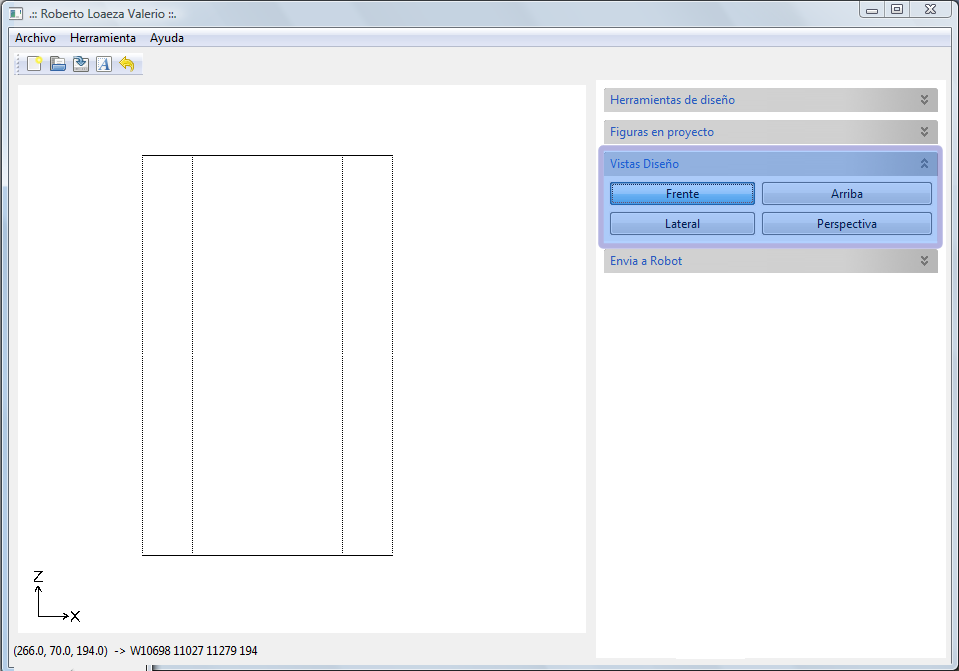 .:: Roberto Loaeza Valerio ::.
Archivo Herramienta Ayuda
A
Herramientas de diseño
Figuras en proyecto
Vistas Diseño
Frente Arriba
Lateral Perspectiva
Envia a Robot
Z
X
(266.0, 70.0, 194.0) -> W10698 11027 11279 194